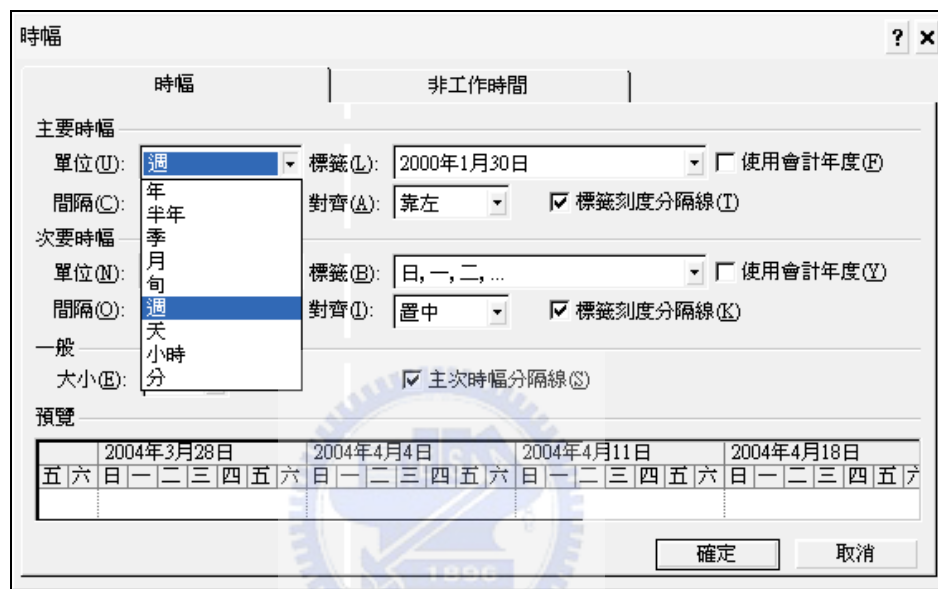 時幅 ? ×
時幅 非工作時間
主要時幅
單位(U): 週 標籤(L): 2000年1月30日 使用會計年度(F)
間隔(C): 對齊(A): 靠左 標籤刻度分隔線(T)
次要時幅
單位(N): 標籤(B): 日, 一, 二, ... 使用會計年度(Y)
間隔(O): 對齊(I): 置中 標籤刻度分隔線(K)
一般
大小(E): 主次時幅分隔線(S)
年
半年
季
月
旬
週
天
小時
分
預覽
2004年3月28日 2004年4月4日 2004年4月11日 2004年4月18日
五 六 日 一 二 三 四 五 六 日 一 二 三 四 五 六 日 一 二 三 四 五 六 日 一 二 三 四 五
確定 取消
1896